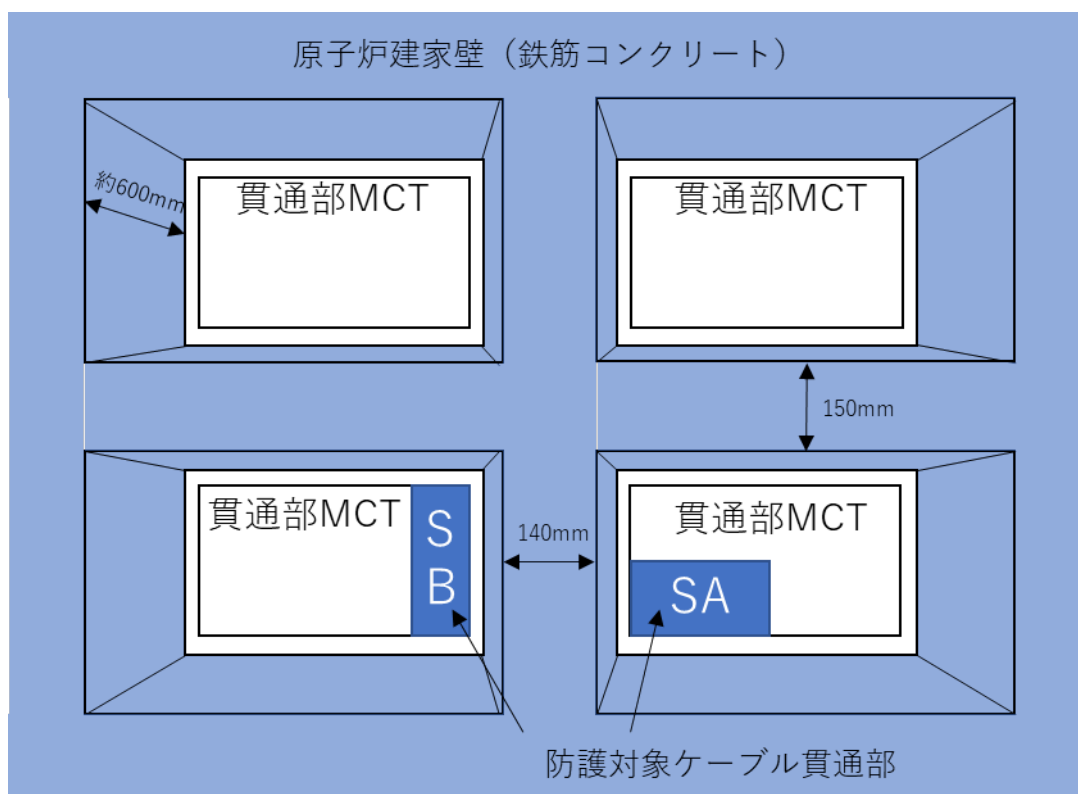 原子炉建家壁（鉄筋コンクリート）
約600mm
貫通部MCT
貫通部MCT
150mm
貫通部MCT
S
B
140mm
貫通部MCT
SA
防護対象ケーブル貫通部